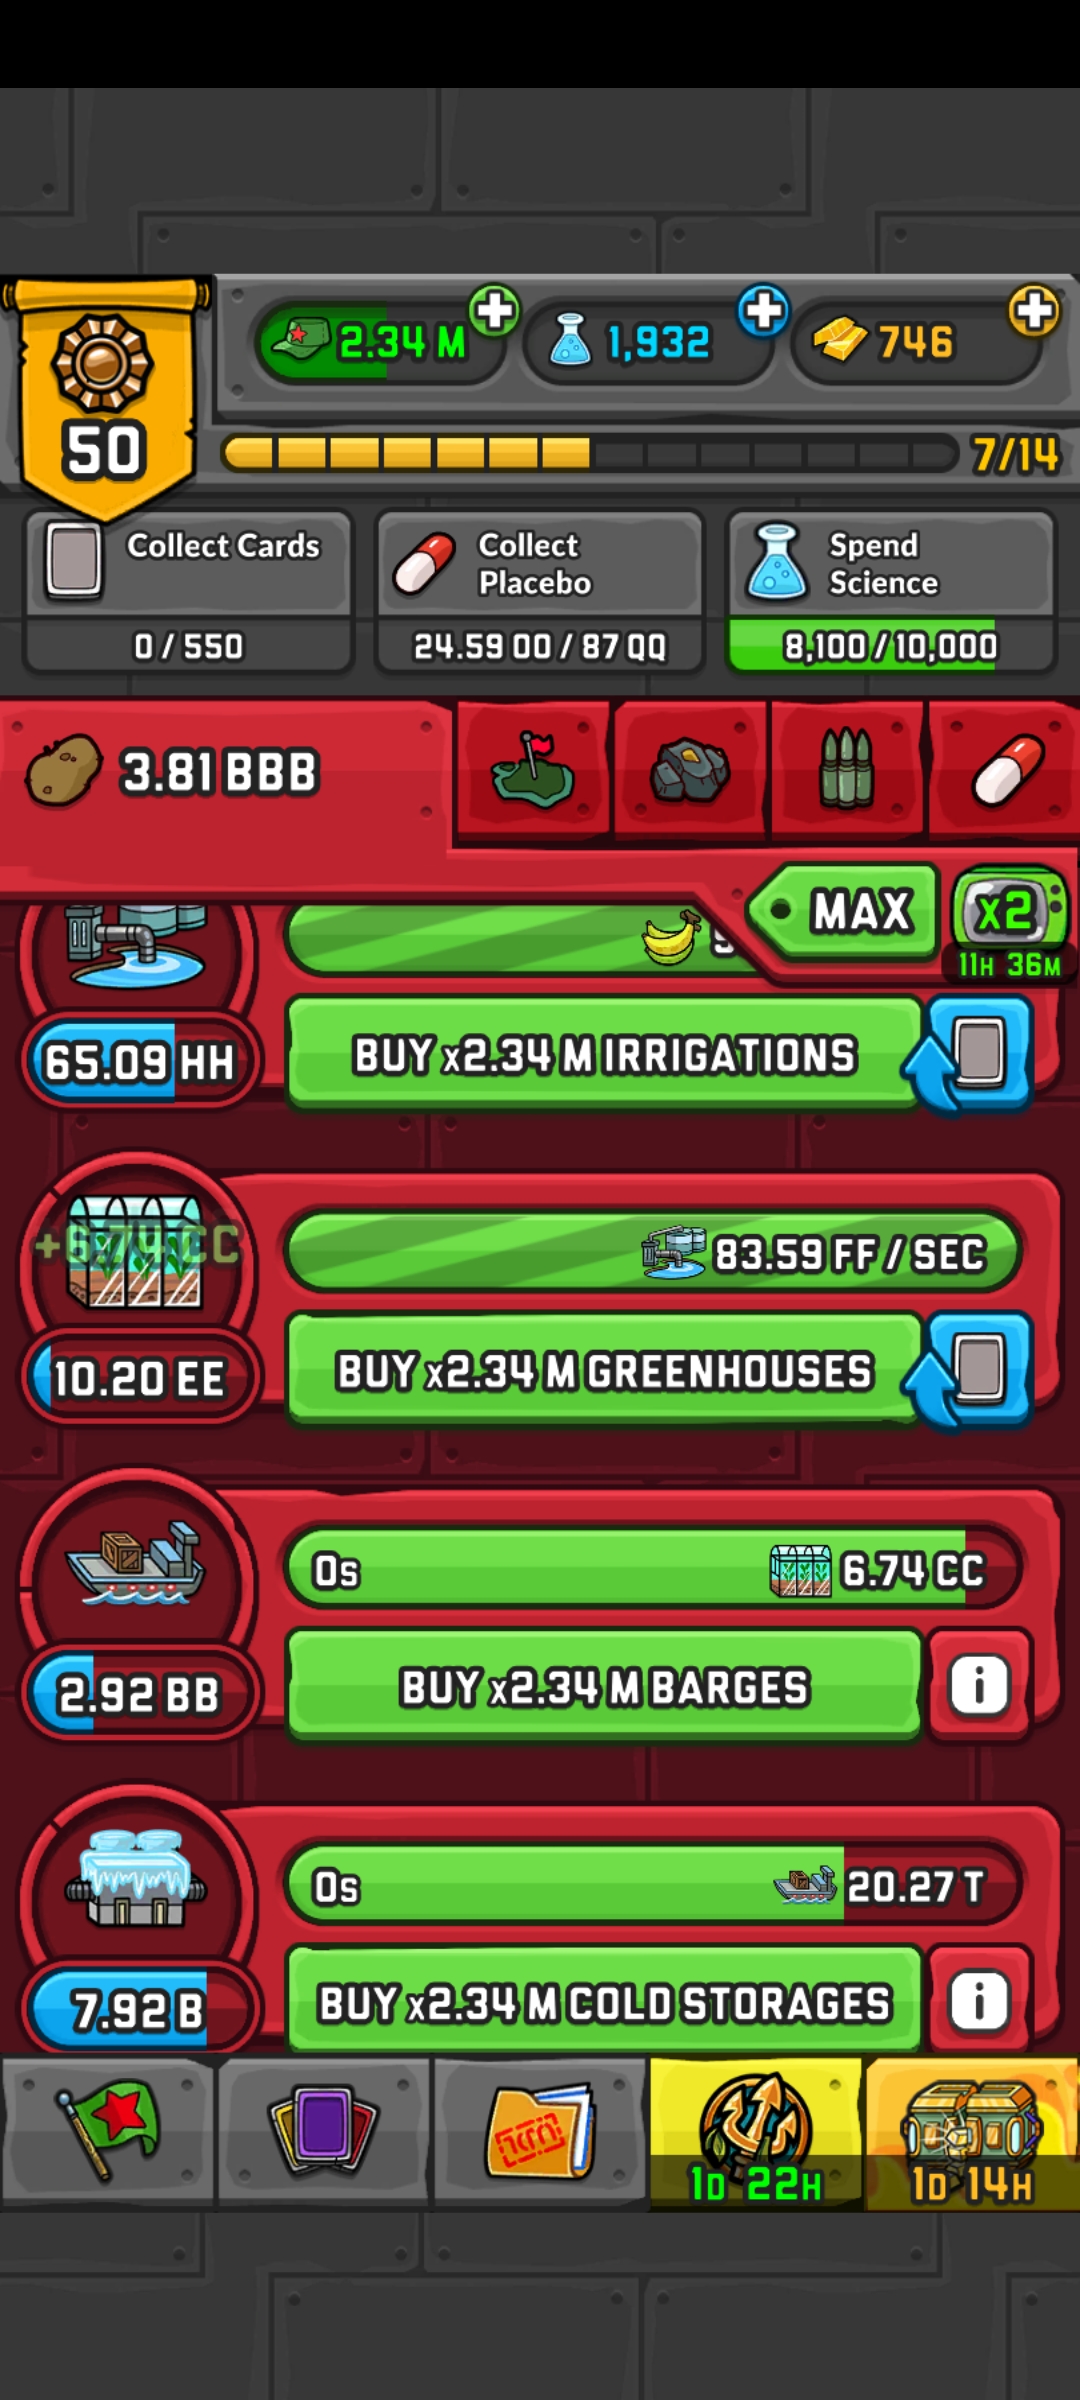 50
2.34 M
1,932
746
7/14
Collect Cards
0 / 550
Collect
Placebo
24.59 OO / 87 QQ
Spend
Science
8,100 / 10,000
3.81 BBB
MAX
x2
11H 36M
65.09 HH
BUY x2.34 M IRRIGATIONS
+6.74 CC
83.59 FF / SEC
10.20 EE
BUY x2.34 M GREENHOUSES
0s
6.74 CC
2.92 BB
BUY x2.34 M BARGES
i
0s
20.27 T
7.92 B
BUY x2.34 M COLD STORAGES
i
1D 22H
1D 14H